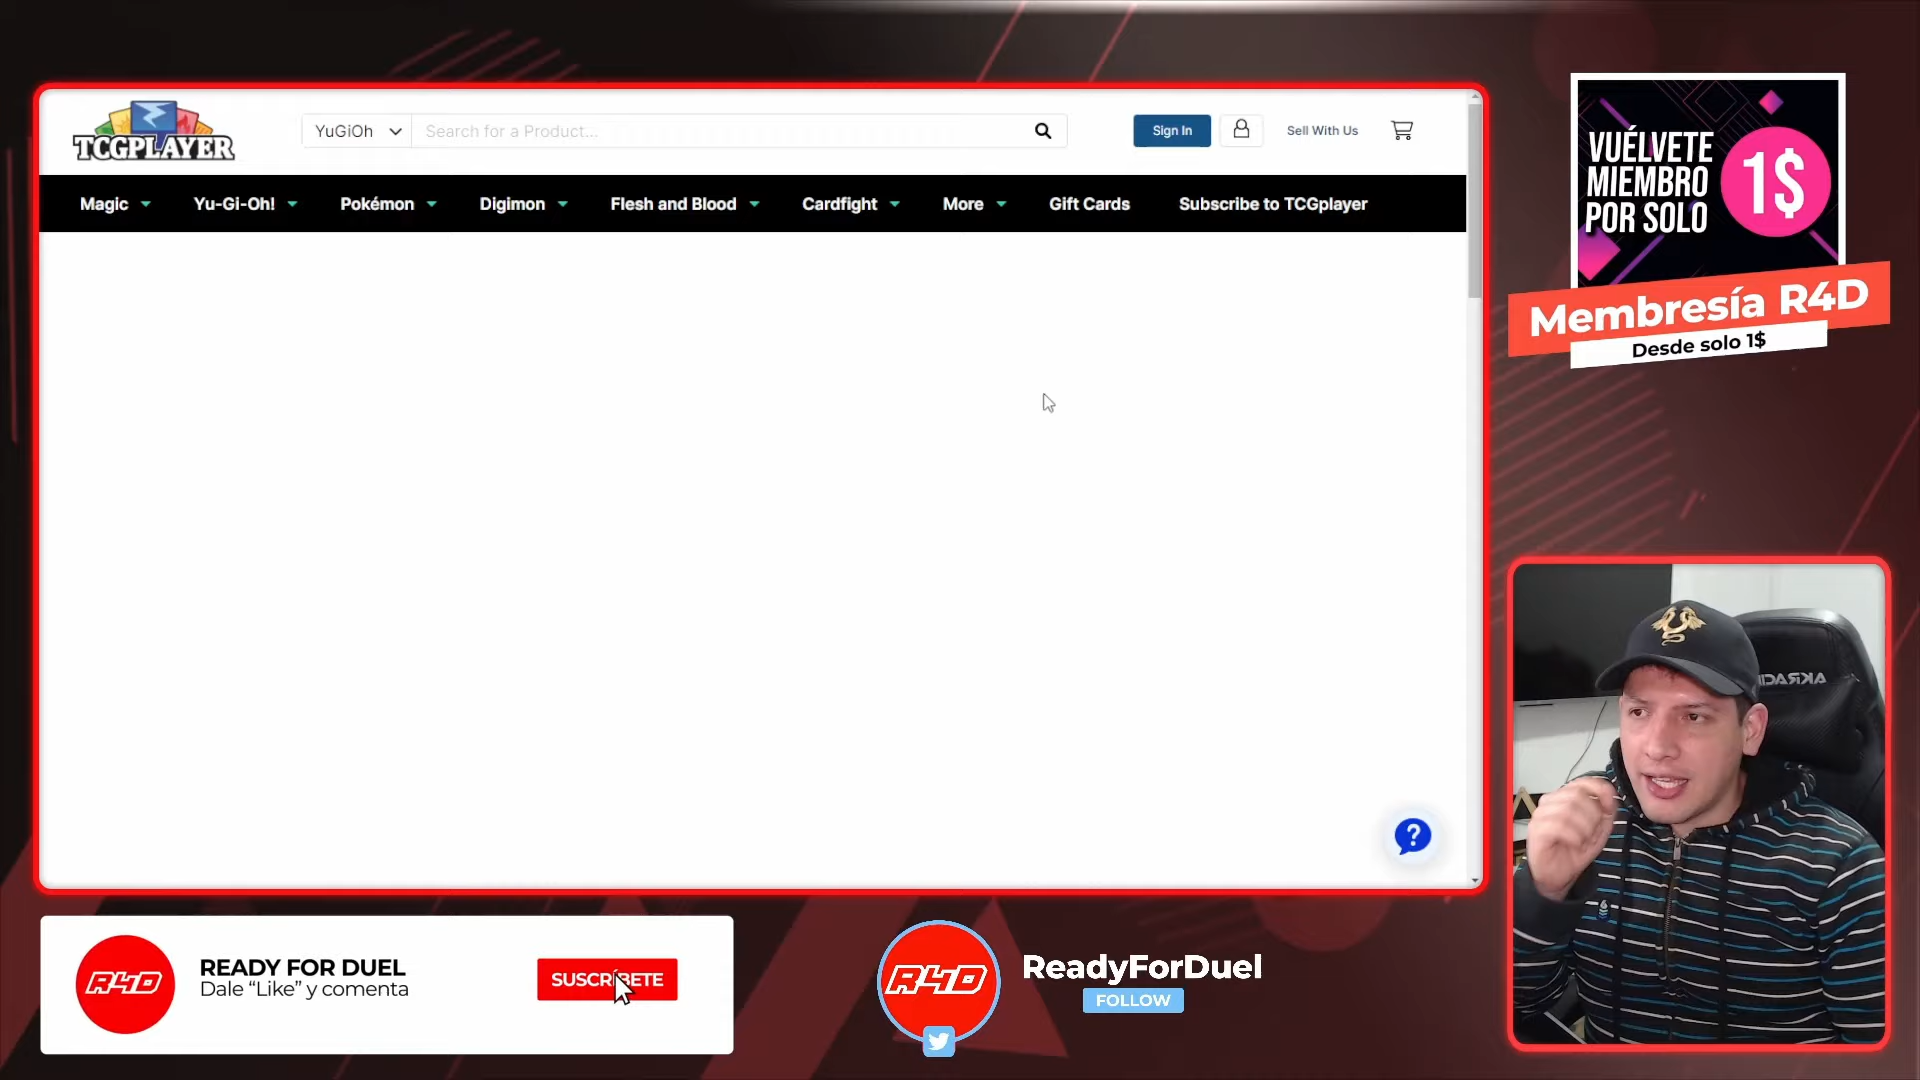 TCGPLAYER
YuGiOh
Search for a Product...
Sign In
Sell With Us
Magic
Yu-Gi-Oh!
Pokémon
Digimon
Flesh and Blood
Cardfight
More
Gift Cards
Subscribe to TCGplayer
?
VUÉLVETE
MIEMBRO
POR SOLO
1$
Membresía R4D
Desde solo 1$
AKRACI
R4D
READY FOR DUEL
Dale “Like” y comenta
SUSCRÍBETE
R4D
ReadyForDuel
FOLLOW